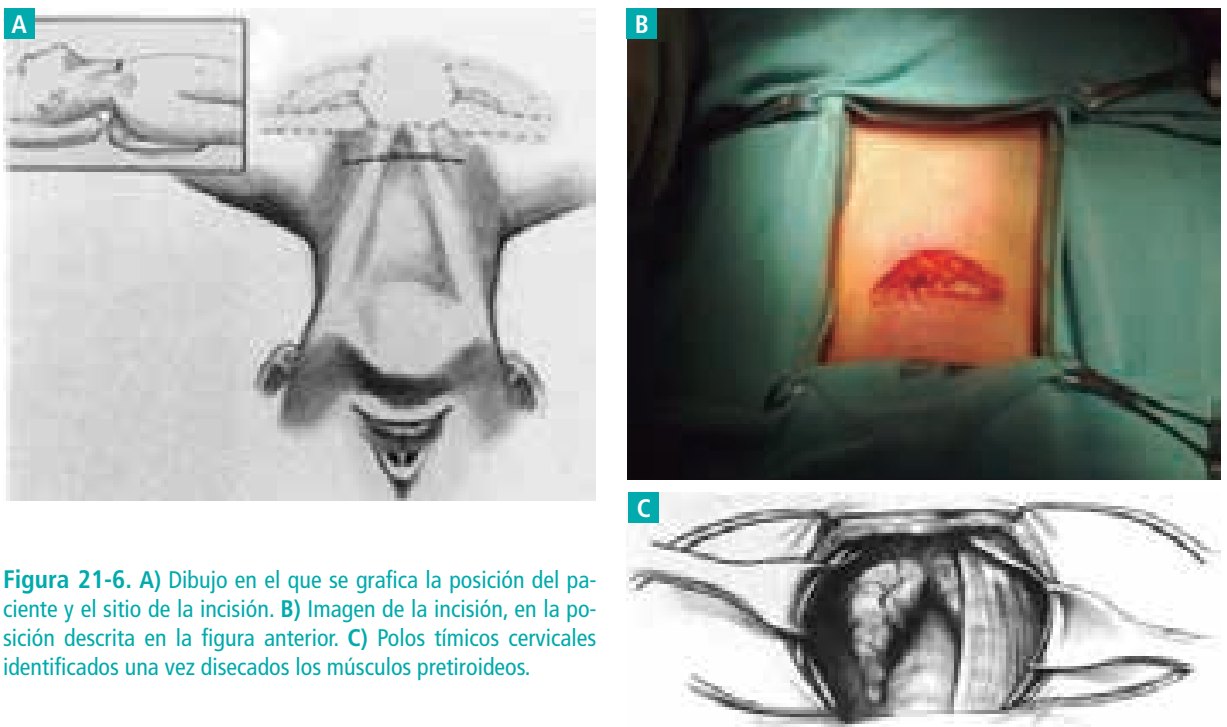 A
B
C
Figura 21-6. A) Dibujo en el que se grafica la posición del pa-
ciente y el sitio de la incisión. B) Imagen de la incisión, en la po-
sición descrita en la figura anterior. C) Polos tímicos cervicales
identificados una vez disecados los músculos pretiroideos.